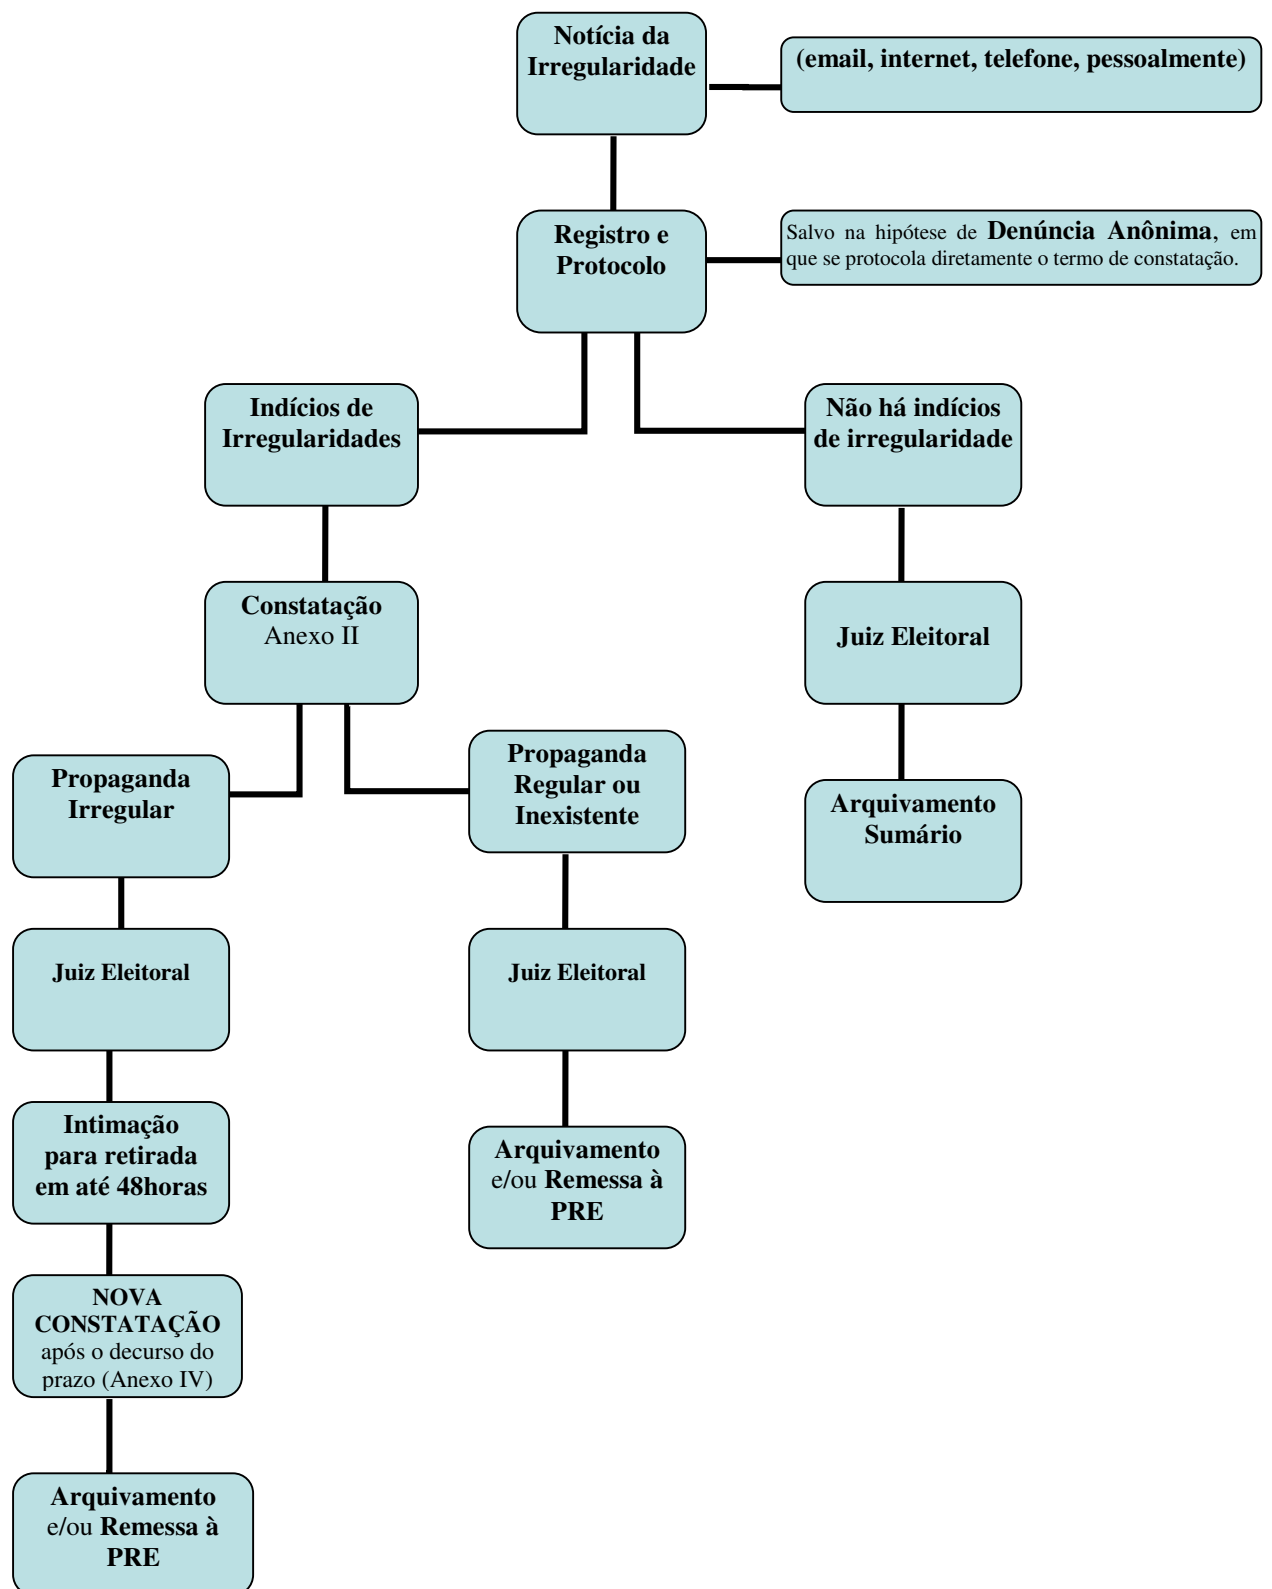 Notícia da
Irregularidade
(email, internet, telefone, pessoalmente)
Registro e
Protocolo
Salvo na hipótese de Denúncia Anônima, em
que se protocola diretamente o termo de constatação.
Indícios de
Irregularidades
Não há indícios
de irregularidade
Constatação
Anexo II
Juiz Eleitoral
Propaganda
Irregular
Propaganda
Regular ou
Inexistente
Arquivamento
Sumário
Juiz Eleitoral
Juiz Eleitoral
Intimação
para retirada
em até 48horas
Arquivamento
e/ou Remessa à
PRE
NOVA
CONSTATAÇÃO
após o decurso do
prazo (Anexo IV)
Arquivamento
e/ou Remessa à
PRE